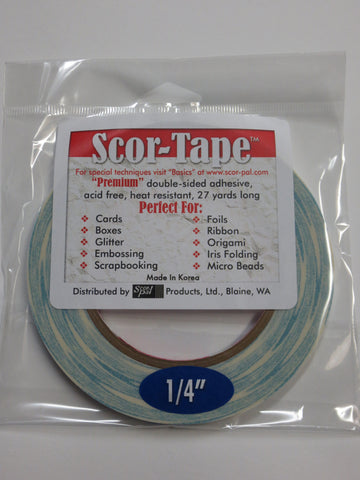 Scor-Tape™
For special techniques visit "Basics" at www.scor-pal.com
"Premium" double-sided adhesive,
acid free, heat resistant, 27 yards long
Perfect For:
Cards
Boxes
Glitter
Embossing
Scrapbooking
Foils
Ribbon
Origami
Iris Folding
Micro Beads
Made In Korea
Distributed by Scor Pal Products, Ltd., Blaine, WA
1/4"